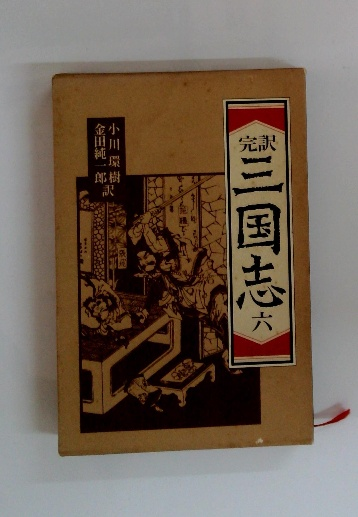 完訳
三国志
六
小川環樹
金田純一郎訳